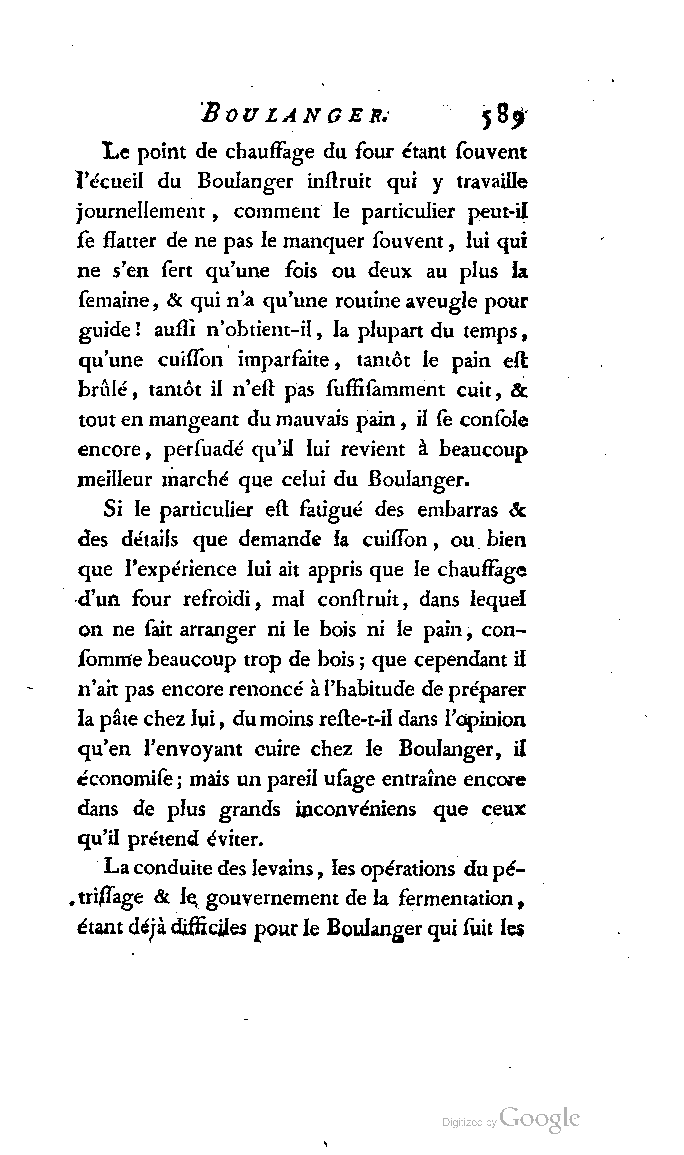 BOULANGER. 589
Le point de chauffage du four étant ſouvent
l'écueil du Boulanger inſtruit qui y travaille
journellement, comment le particulier peut-il
ſe flatter de ne pas le manquer ſouvent, lui qui
ne s'en ſert qu'une fois ou deux au plus la
ſemaine, & qui n'a qu'une routine aveugle pour
guide! auſſi n'obtient-il, la plupart du temps,
qu'une cuiſſon imparfaite, tantôt le pain eſt
brûlé, tantôt il n'eſt pas ſuffiſamment cuit, &
tout en mangeant du mauvais pain, il ſe conſole
encore, perſuadé qu'il lui revient à beaucoup
meilleur marché que celui du Boulanger.
Si le particulier eſt fatigué des embarras &
des détails que demande la cuiſſon, ou bien
que l'expérience lui ait appris que le chauffage
d'un four refroidi, mal conſtruit, dans lequel
on ne ſait arranger ni le bois ni le pain, con-
ſomme beaucoup trop de bois; que cependant il
n'ait pas encore renoncé à l'habitude de préparer
la pâte chez lui, du moins reſte-t-il dans l'opinion
qu'en l'envoyant cuire chez le Boulanger, il
économiſe; mais un pareil uſage entraîne encore
dans de plus grands inconvéniens que ceux
qu'il prétend éviter.
La conduite des levains, les opérations du pé-
triſſage & le gouvernement de la fermentation,
étant déjà difficiles pour le Boulanger qui ſuit les
Digitized by Google